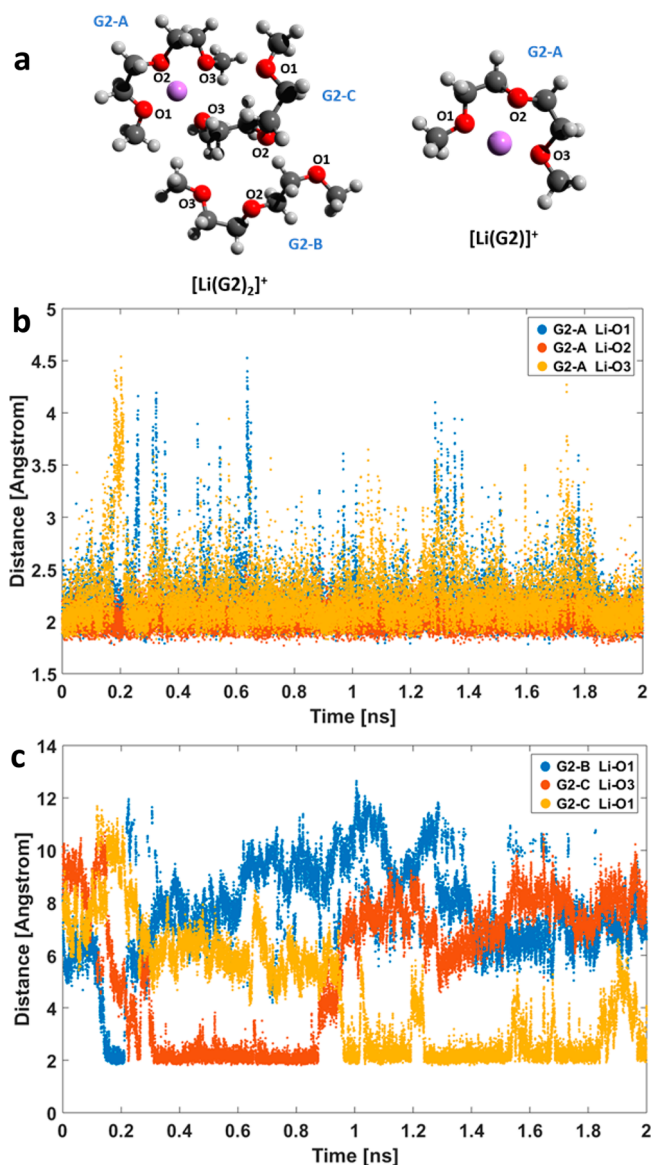 a
G2-A
O2
O3
O1
O1
G2-C
O3
O2
O1
O2
O3
G2-B
[Li(G2)₂]⁺
G2-A
O1
O2
O3
[Li(G2)]⁺
b
Distance [Angstrom]
5
4.5
4
3.5
3
2.5
2
1.5
G2-A Li-O1
G2-A Li-O2
G2-A Li-O3
0 0.2 0.4 0.6 0.8 1 1.2 1.4 1.6 1.8 2
Time [ns]
c
Distance [Angstrom]
14
12
10
8
6
4
2
0
G2-B Li-O1
G2-C Li-O3
G2-C Li-O1
0 0.2 0.4 0.6 0.8 1 1.2 1.4 1.6 1.8 2
Time [ns]